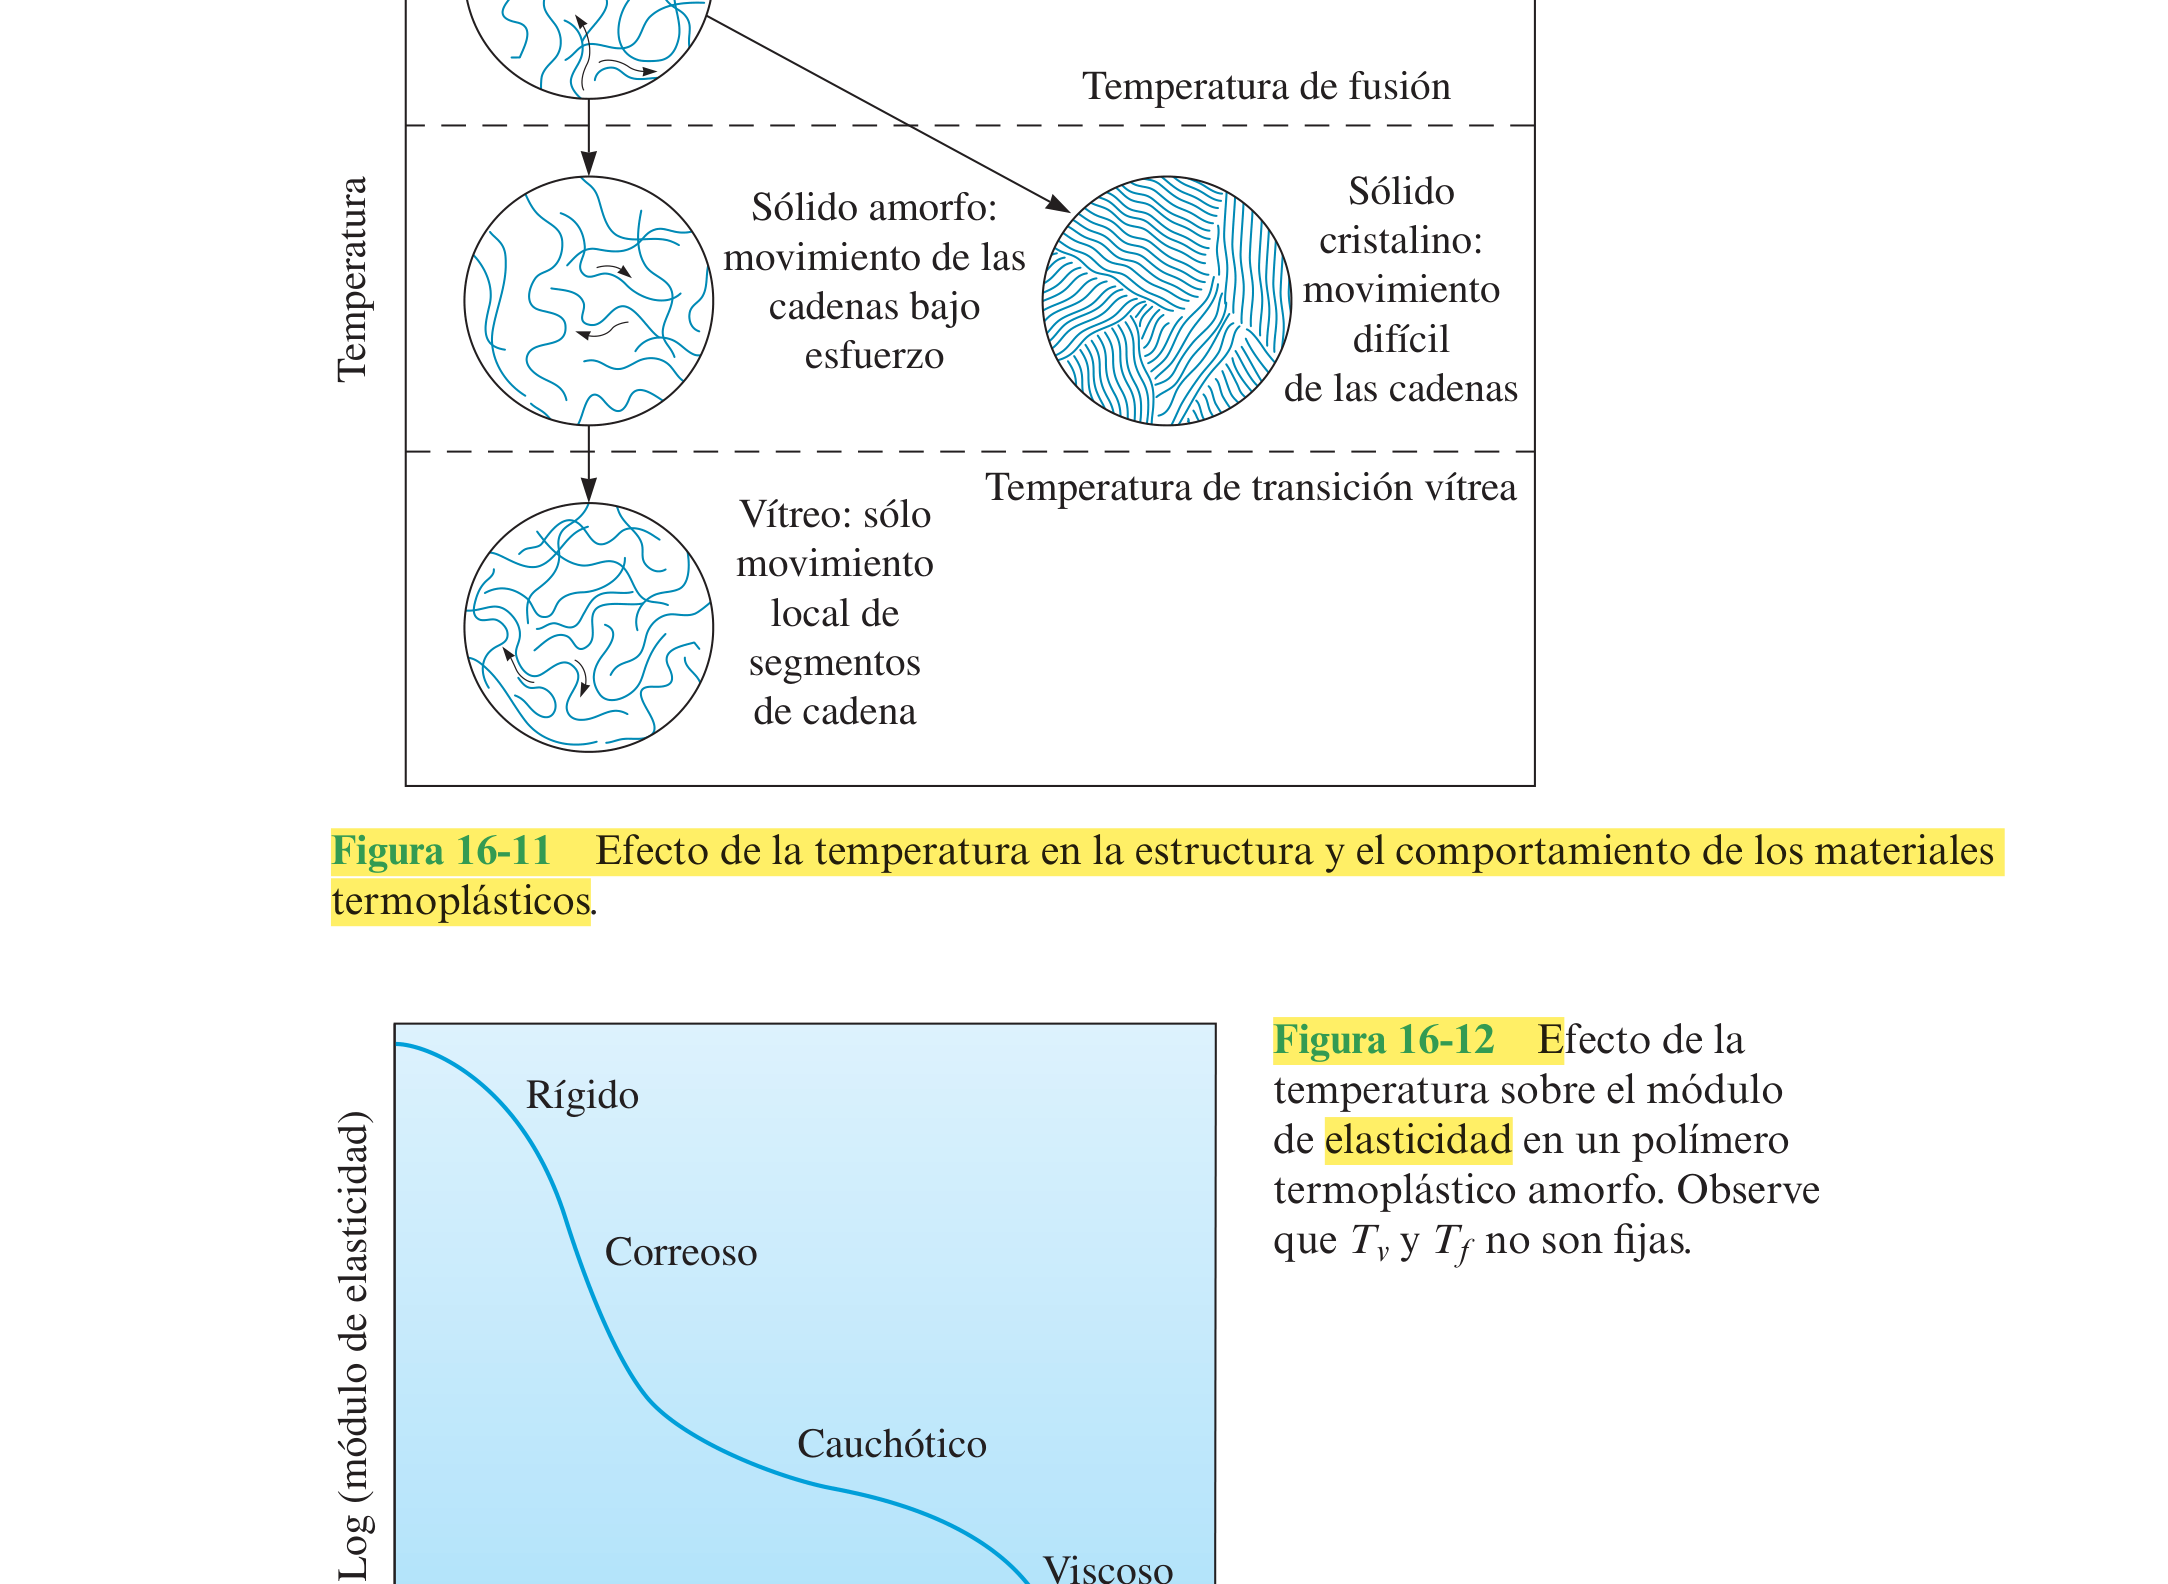 Temperatura de fusión
Temperatura
Sólido amorfo:
movimiento de las
cadenas bajo
esfuerzo
Sólido
cristalino:
movimiento
difícil
de las cadenas
Temperatura de transición vítrea
Vítreo: sólo
movimiento
local de
segmentos
de cadena
Figura 16-11 Efecto de la temperatura en la estructura y el comportamiento de los materiales
termoplásticos.
Log (módulo de elasticidad)
Rígido
Correoso
Cauchótico
Viscoso
Figura 16-12 Efecto de la
temperatura sobre el módulo
de elasticidad en un polímero
termoplástico amorfo. Observe
que Tv y Tf no son fijas.